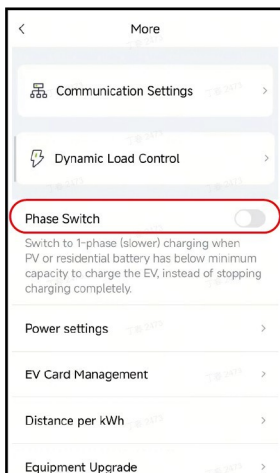 More
Communication Settings
Dynamic Load Control
Phase Switch
Switch to 1-phase (slower) charging when
PV or residential battery has below minimum
capacity to charge the EV, instead of stopping
charging completely.
Power settings
EV Card Management
Distance per kWh
Equipment Upgrade